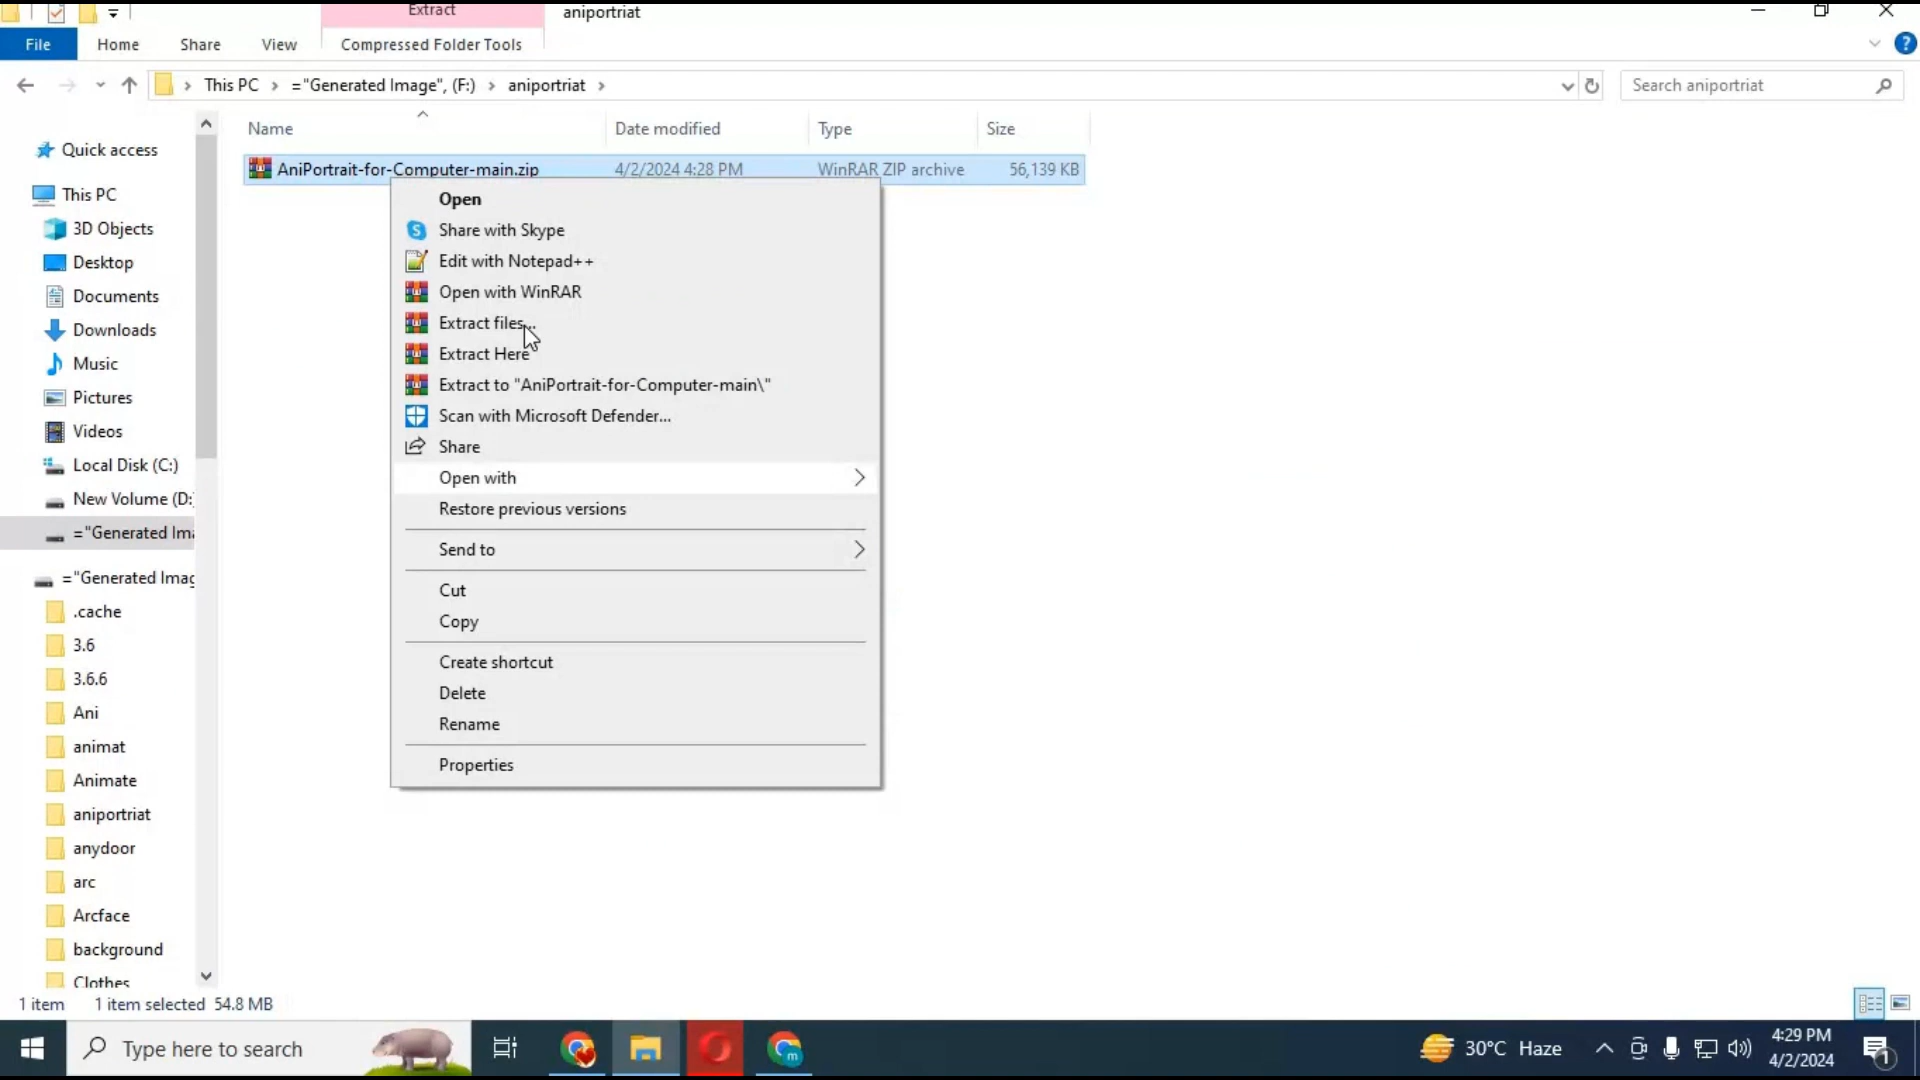 Extract
aniportriat
File
Home
Share
View
Compressed Folder Tools
?
This PC
="Generated Image", (F:)
aniportriat
Search aniportriat
Name
Date modified
Type
Size
AniPortrait-for-Computer-main.zip
4/2/2024 4:28 PM
WinRAR ZIP archive
56,139 KB
Quick access
This PC
3D Objects
Desktop
Documents
Downloads
Music
Pictures
Videos
Local Disk (C:)
New Volume (D:)
="Generated Ima
="Generated Imag
.cache
3.6
3.6.6
Ani
animat
Animate
aniportriat
anydoor
arc
Arcface
background
Clothes
Open
Share with Skype
Edit with Notepad++
Open with WinRAR
Extract files...
Extract Here
Extract to "AniPortrait-for-Computer-main\"
Scan with Microsoft Defender...
Share
Open with
Restore previous versions
Send to
Cut
Copy
Create shortcut
Delete
Rename
Properties
1 item
1 item selected 54.8 MB
Type here to search
m
30°C Haze
4:29 PM
4/2/2024
1